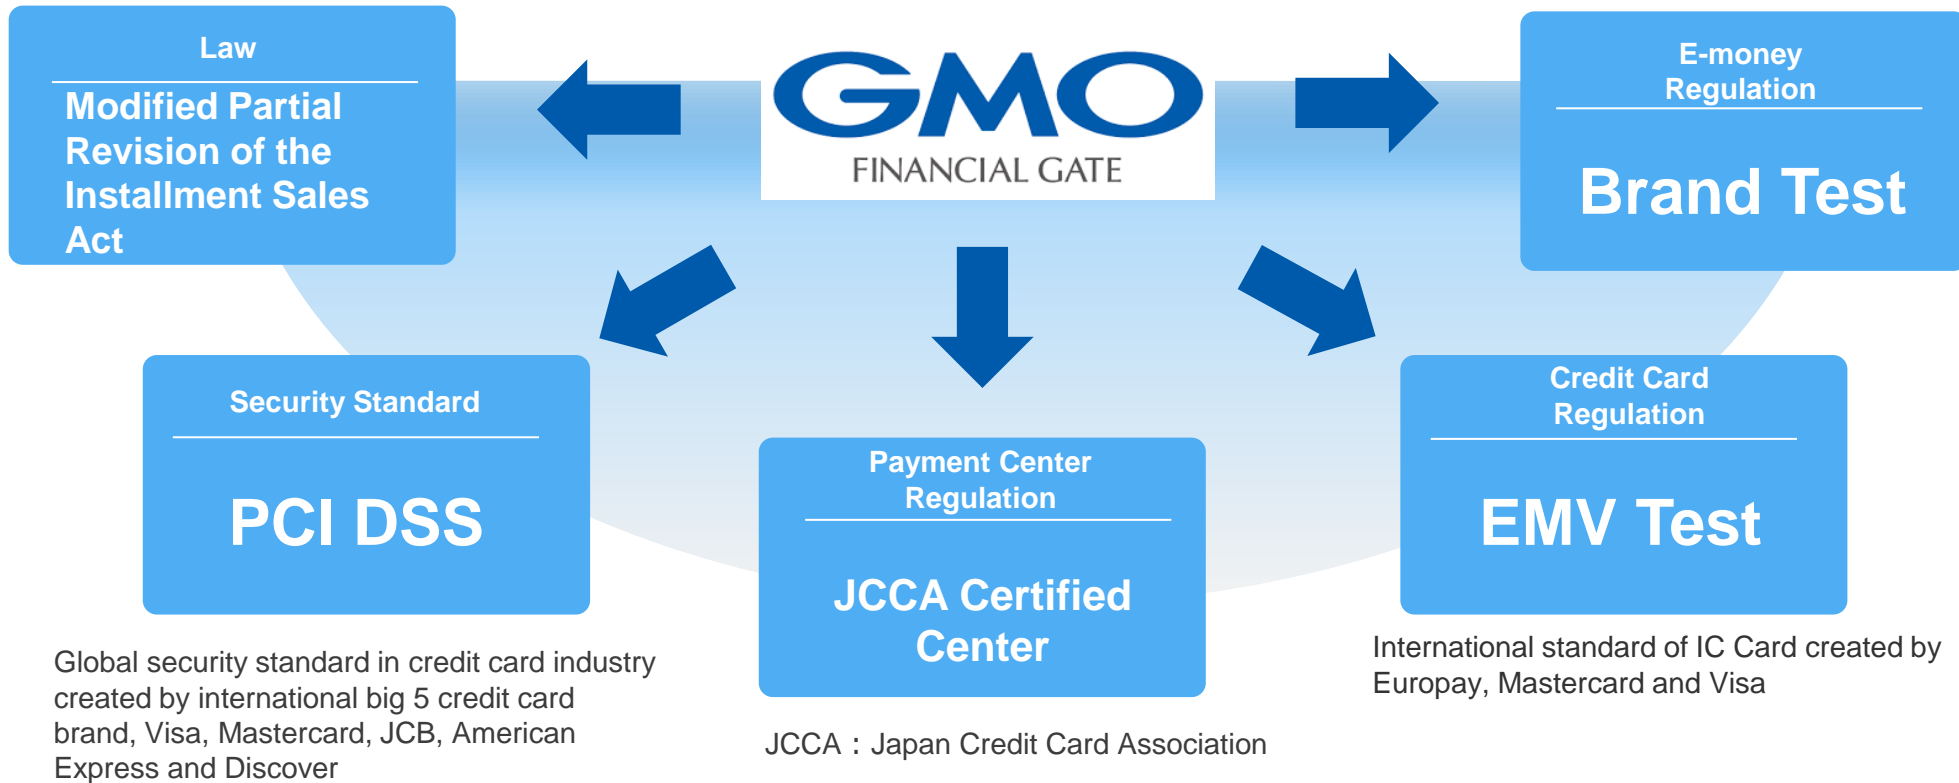 Law
Modified Partial
Revision of the
Installment Sales
Act
GMO
FINANCIAL GATE
E-money
Regulation
Brand Test
Security Standard
PCI DSS
Global security standard in credit card industry
created by international big 5 credit card
brand, Visa, Mastercard, JCB, American
Express and Discover
Payment Center
Regulation
JCCA Certified
Center
JCCA：Japan Credit Card Association
Credit Card
Regulation
EMV Test
International standard of IC Card created by
Europay, Mastercard and Visa